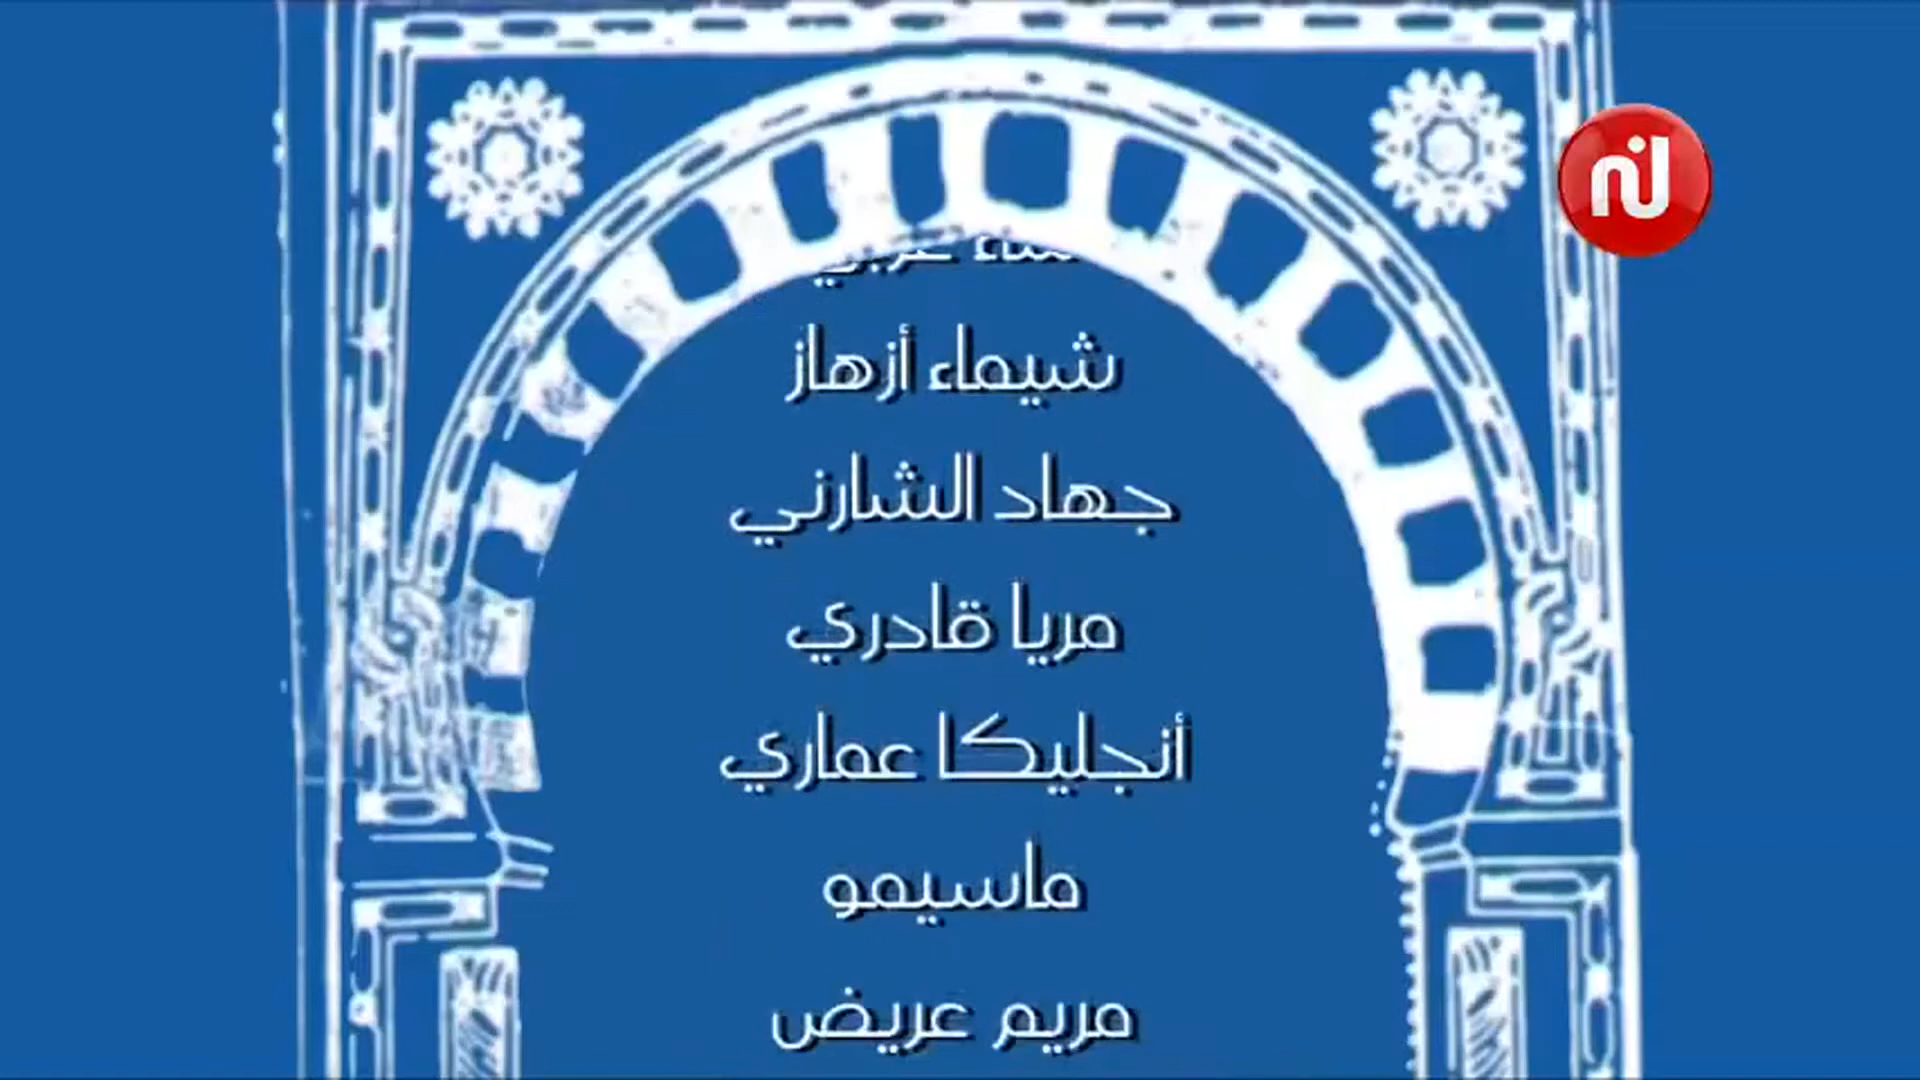 شيماء أزهاز
جهاد الشارني
مريا قادري
أنجليكا عماري
ماسيمو
مريم عريض